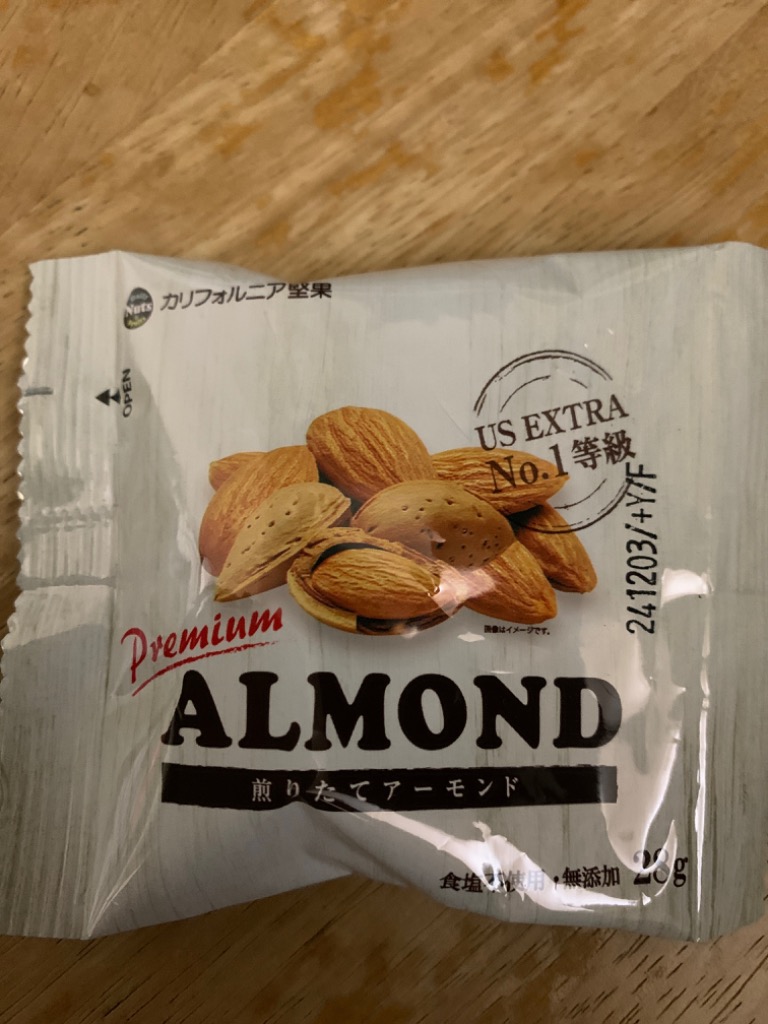 Nuts
カリフォルニア堅果
OPEN
US EXTRA
No.1等級
241203/+Y/F
画像はイメージです。
Premium
ALMOND
煎りたてアーモンド
食塩不使用・無添加 28g